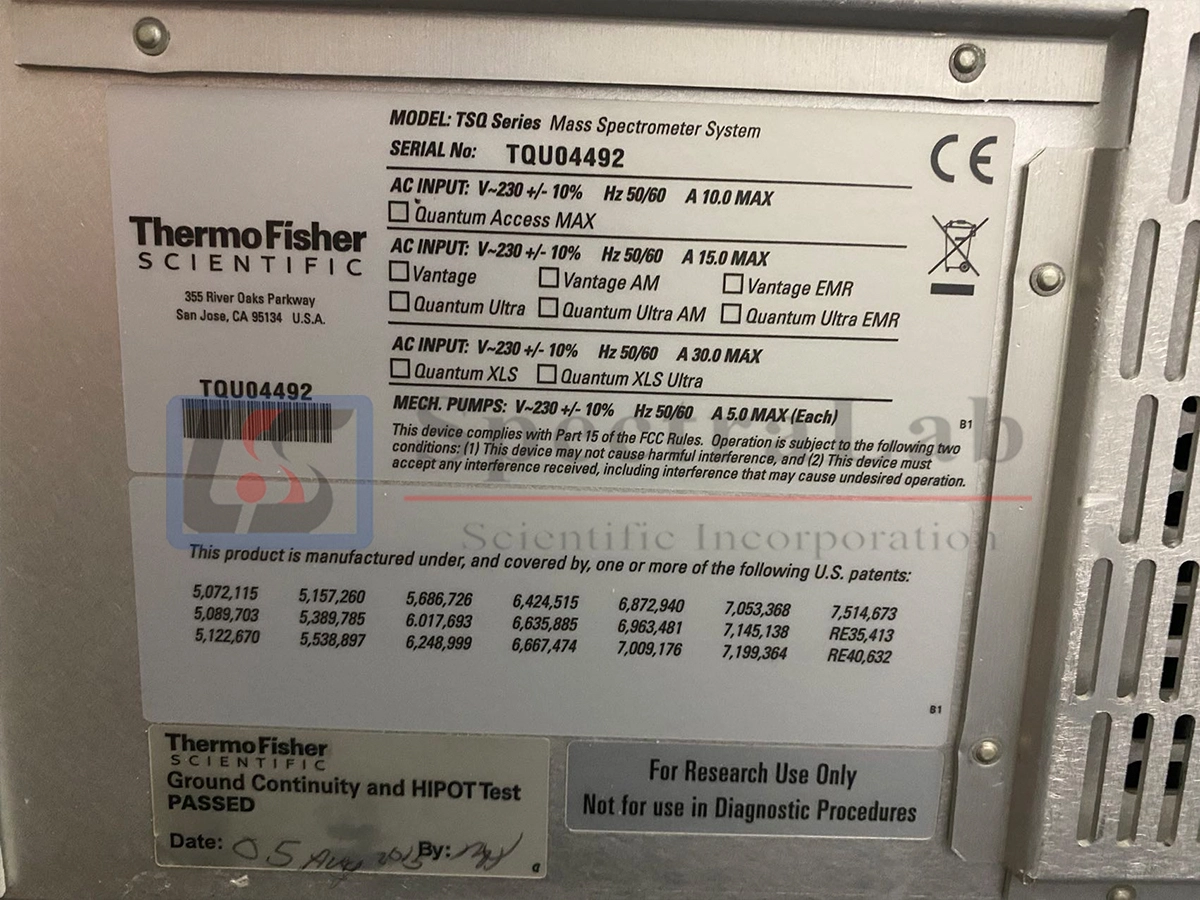 MODEL: TSQ Series Mass Spectrometer System
SERIAL No: TQU04492
AC INPUT: V~230 +/- 10% Hz 50/60 A 10.0 MAX
Quantum Access MAX
AC INPUT: V~230 +/- 10% Hz 50/60 A 15.0 MAX
Vantage Vantage AM Vantage EMR
Quantum Ultra Quantum Ultra AM Quantum Ultra EMR
AC INPUT: V~230 +/- 10% Hz 50/60 A 30.0 MAX
Quantum XLS Quantum XLS Ultra
MECH. PUMPS: V~230 +/- 10% Hz 50/60 A 5.0 MAX (Each)
B1
This device complies with Part 15 of the FCC Rules. Operation is subject to the following two
conditions: (1) This device may not cause harmful interference, and (2) This device must
accept any interference received, including interference that may cause undesired operation.
CE
ThermoFisher
SCIENTIFIC
355 River Oaks Parkway
San Jose, CA 95134 U.S.A.
TQU04492
LS
SpectraLab
Scientific Incorporation
This product is manufactured under, and covered by, one or more of the following U.S. patents:
5,072,115 5,157,260 5,686,726 6,424,515 6,872,940 7,053,368 7,514,673
5,089,703 5,389,785 6.017,693 6,635,885 6,963,481 7,145,138 RE35,413
5,122,670 5,538,897 6,248,999 6,667,474 7,009,176 7,199,364 RE40,632
B1
ThermoFisher
SCIENTIFIC
Ground Continuity and HIPOT Test
PASSED
Date: 05 Aug 2015 By:
For Research Use Only
Not for use in Diagnostic Procedures